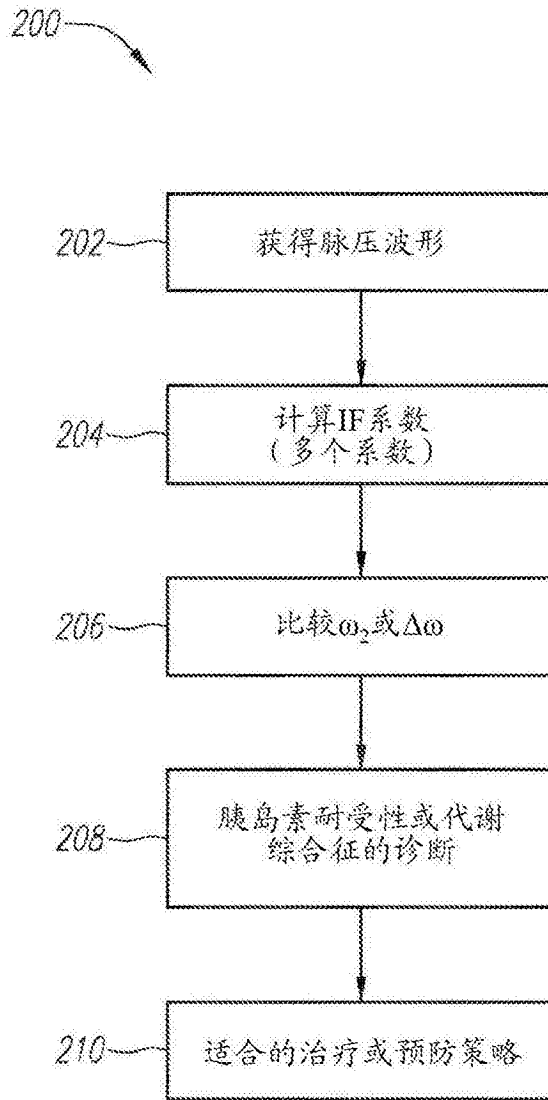 200
202
获得脉压波形
204
计算IF系数
(多个系数)
206
比较ω₂或Δω
208
胰岛素耐受性或代谢
综合征的诊断
210
适合的治疗或预防策略